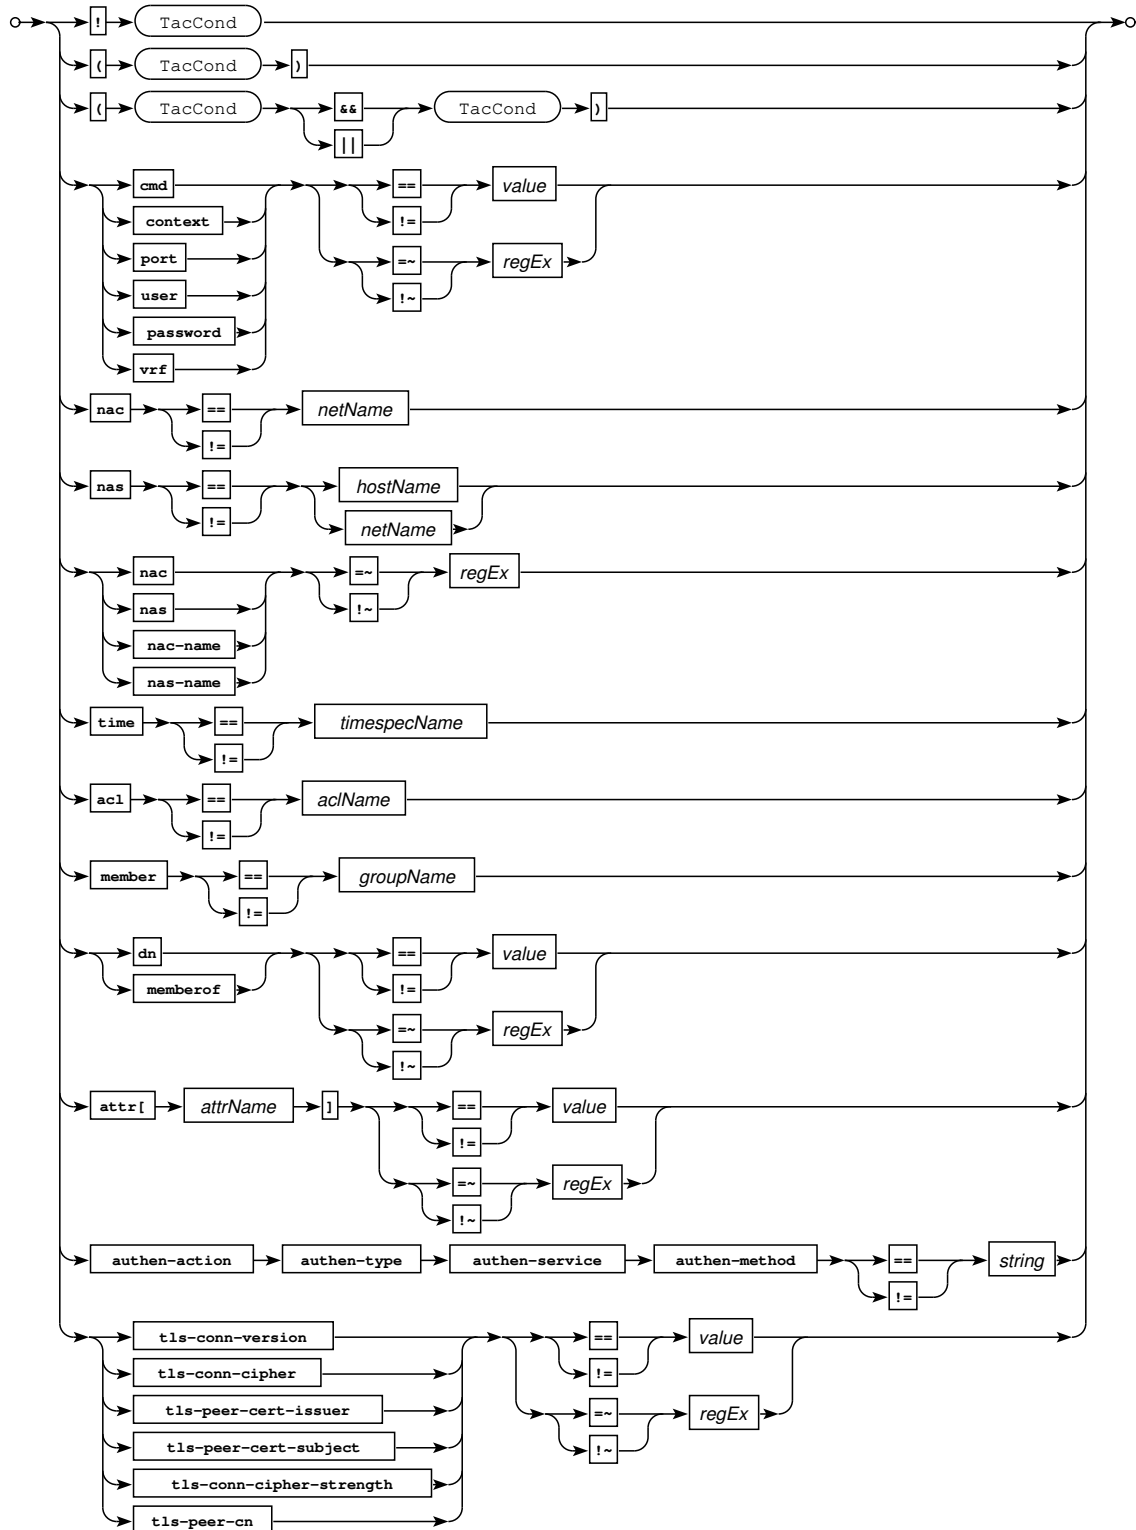 ! TacCond
( TacCond )
( TacCond && TacCond )
||
cmd == value
context !=
port =~ regEx
user !~
password
vrf
nac == netName
!=
nas == hostName
!= netName
nac =~ regEx
nas !~
nac-name
nas-name
time == timespecName
!=
acl == aclName
!=
member == groupName
!=
dn == value
memberof !=
=~ regEx
!~
attr[ attrName ] == value
!=
=~ regEx
!~
authen-action authen-type authen-service authen-method == string
!=
tls-conn-version == value
tls-conn-cipher !=
tls-peer-cert-issuer =~ regEx
tls-peer-cert-subject !~
tls-conn-cipher-strength
tls-peer-cn